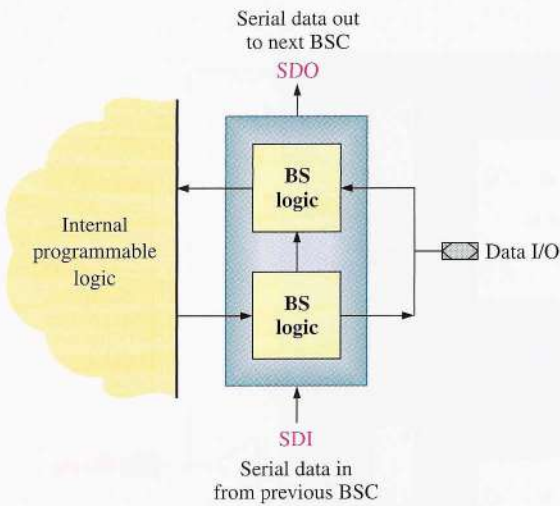 Serial data out
to next BSC
SDO
BS
logic
Internal
programmable
logic
Data I/O
BS
logic
SDI
Serial data in
from previous BSC